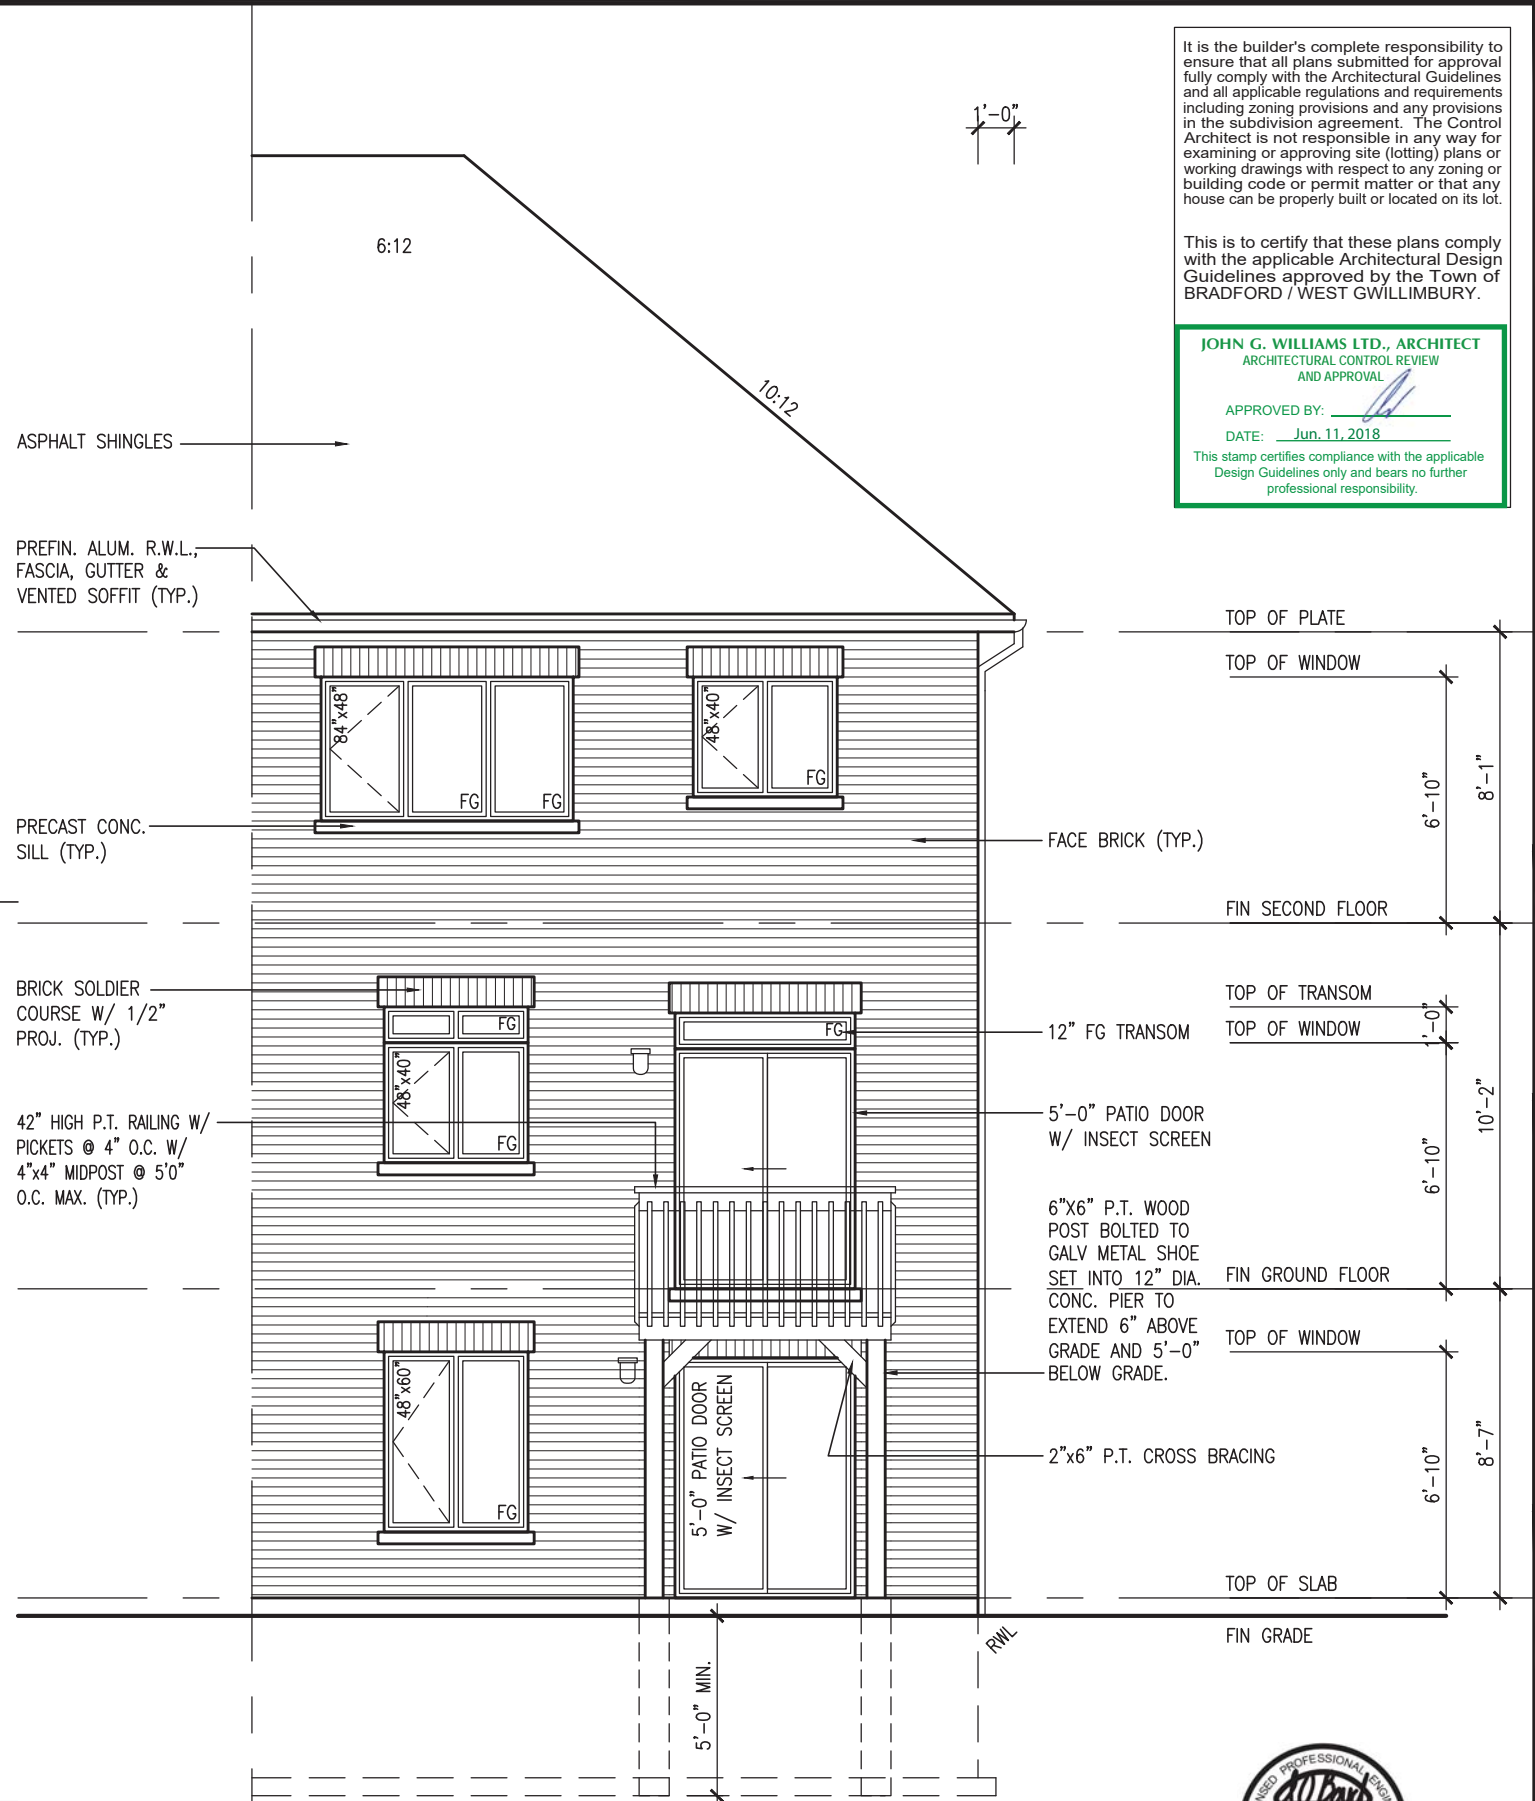 It is the builder's complete responsibility to
ensure that all plans submitted for approval
fully comply with the Architectural Guidelines
and all applicable regulations and requirements
including zoning provisions and any provisions
in the subdivision agreement. The Control
Architect is not responsible in any way for
examining or approving site (lotting) plans or
working drawings with respect to any zoning or
building code or permit matter or that any
house can be properly built or located on its lot.
This is to certify that these plans comply
with the applicable Architectural Design
Guidelines approved by the Town of
BRADFORD / WEST GWILLIMBURY.
JOHN G. WILLIAMS LTD., ARCHITECT
ARCHITECTURAL CONTROL REVIEW
AND APPROVAL
APPROVED BY:
DATE: Jun. 11, 2018
This stamp certifies compliance with the applicable
Design Guidelines only and bears no further
professional responsibility.
1'-0"
6:12
10:12
ASPHALT SHINGLES
PREFIN. ALUM. R.W.L.,
FASCIA, GUTTER &
VENTED SOFFIT (TYP.)
TOP OF PLATE
TOP OF WINDOW
84"x48"
FG
FG
48"x40"
FG
6'-10"
8'-1"
PRECAST CONC.
SILL (TYP.)
FACE BRICK (TYP.)
FIN SECOND FLOOR
BRICK SOLDIER
COURSE W/ 1/2"
PROJ. (TYP.)
FG
48"x40"
FG
FG
12" FG TRANSOM
TOP OF TRANSOM
TOP OF WINDOW
1'-0"
42" HIGH P.T. RAILING W/
PICKETS @ 4" O.C. W/
4"x4" MIDPOST @ 5'0"
O.C. MAX. (TYP.)
5'-0" PATIO DOOR
W/ INSECT SCREEN
6'-10"
10'-2"
6"X6" P.T. WOOD
POST BOLTED TO
GALV METAL SHOE
SET INTO 12" DIA.
CONC. PIER TO
EXTEND 6" ABOVE
GRADE AND 5'-0"
BELOW GRADE.
FIN GROUND FLOOR
TOP OF WINDOW
48"x60"
FG
5'-0" PATIO DOOR
W/ INSECT SCREEN
2"x6" P.T. CROSS BRACING
6'-10"
8'-7"
TOP OF SLAB
FIN GRADE
RWL
5'-0" MIN.
PROFESSIONAL